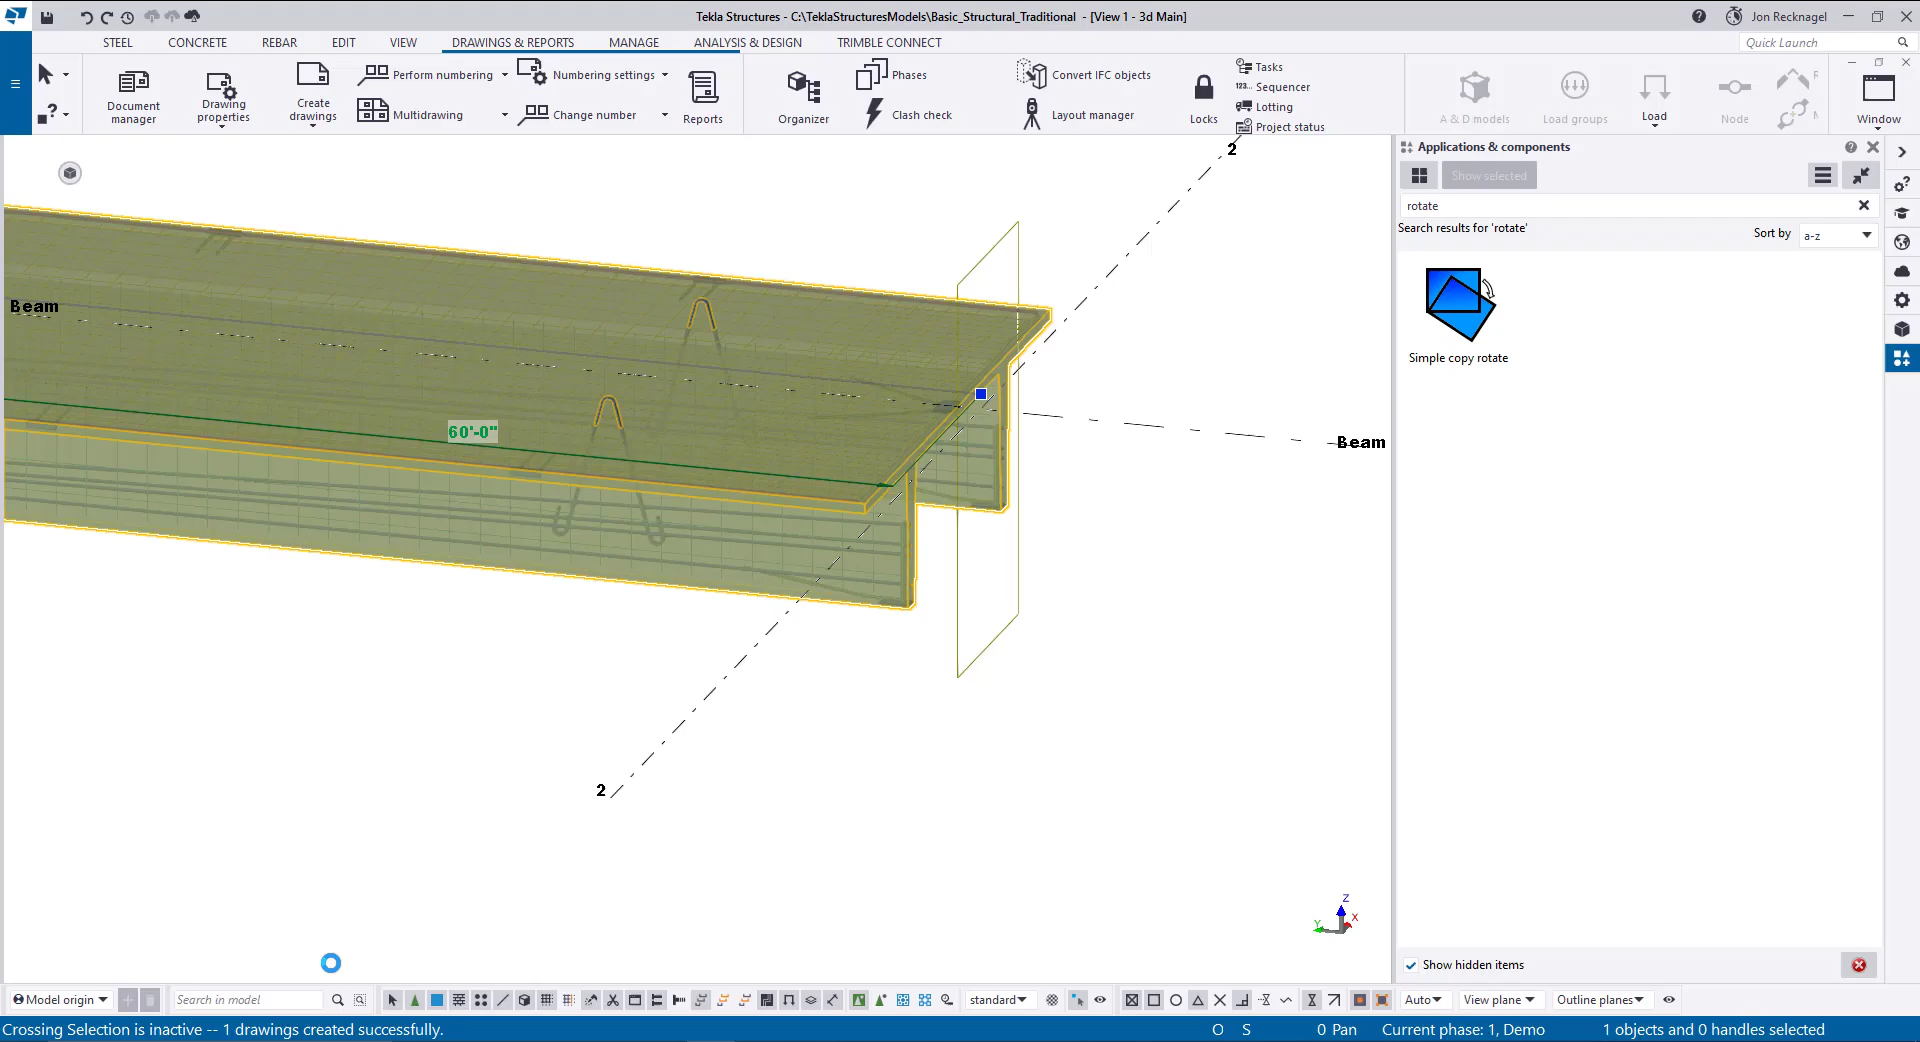 Tekla Structures - C:\TeklaStructuresModels\Basic_Structural_Traditional - [View 1 - 3d Main]
Jon Recknagel
STEEL CONCRETE REBAR EDIT VIEW DRAWINGS & REPORTS MANAGE ANALYSIS & DESIGN TRIMBLE CONNECT
Quick Launch
Document manager
Drawing properties
Create drawings
Perform numbering
Multidrawing
Numbering settings
Change number
Reports
Organizer
Phases
Clash check
Convert IFC objects
Layout manager
Locks
Tasks
Sequencer
Lotting
Project status
A & D models
Load groups
Load
Node
Window
Applications & components
Show selected
rotate
Search results for 'rotate'
Sort by
a-z
Simple copy rotate
2
Beam
60'-0"
Beam
2
Z
X
Y
Show hidden items
Model origin
Search in model
standard
Auto
View plane
Outline planes
Crossing Selection is inactive -- 1 drawings created successfully.
O S 0 Pan Current phase: 1, Demo 1 objects and 0 handles selected